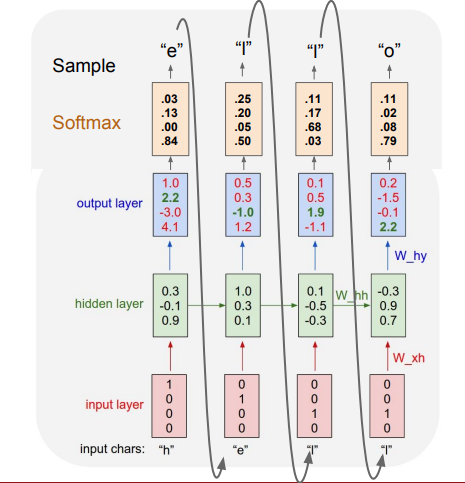 "e" "l" "l" "o"
Sample
Softmax
.03 .25 .11 .11
.13 .20 .17 .02
.00 .05 .68 .08
.84 .50 .03 .79
output layer
1.0 0.5 0.1 0.2
2.2 0.3 0.5 -1.5
-3.0 -1.0 1.9 -0.1
4.1 1.2 -1.1 2.2
W_hy
hidden layer
0.3 1.0 0.1 -0.3
-0.1 0.3 -0.5 0.9
0.9 0.1 -0.3 0.7
W_hh
W_xh
input layer
1 0 0 0
0 1 0 0
0 0 1 1
0 0 0 0
input chars: "h" "e" "l" "l"